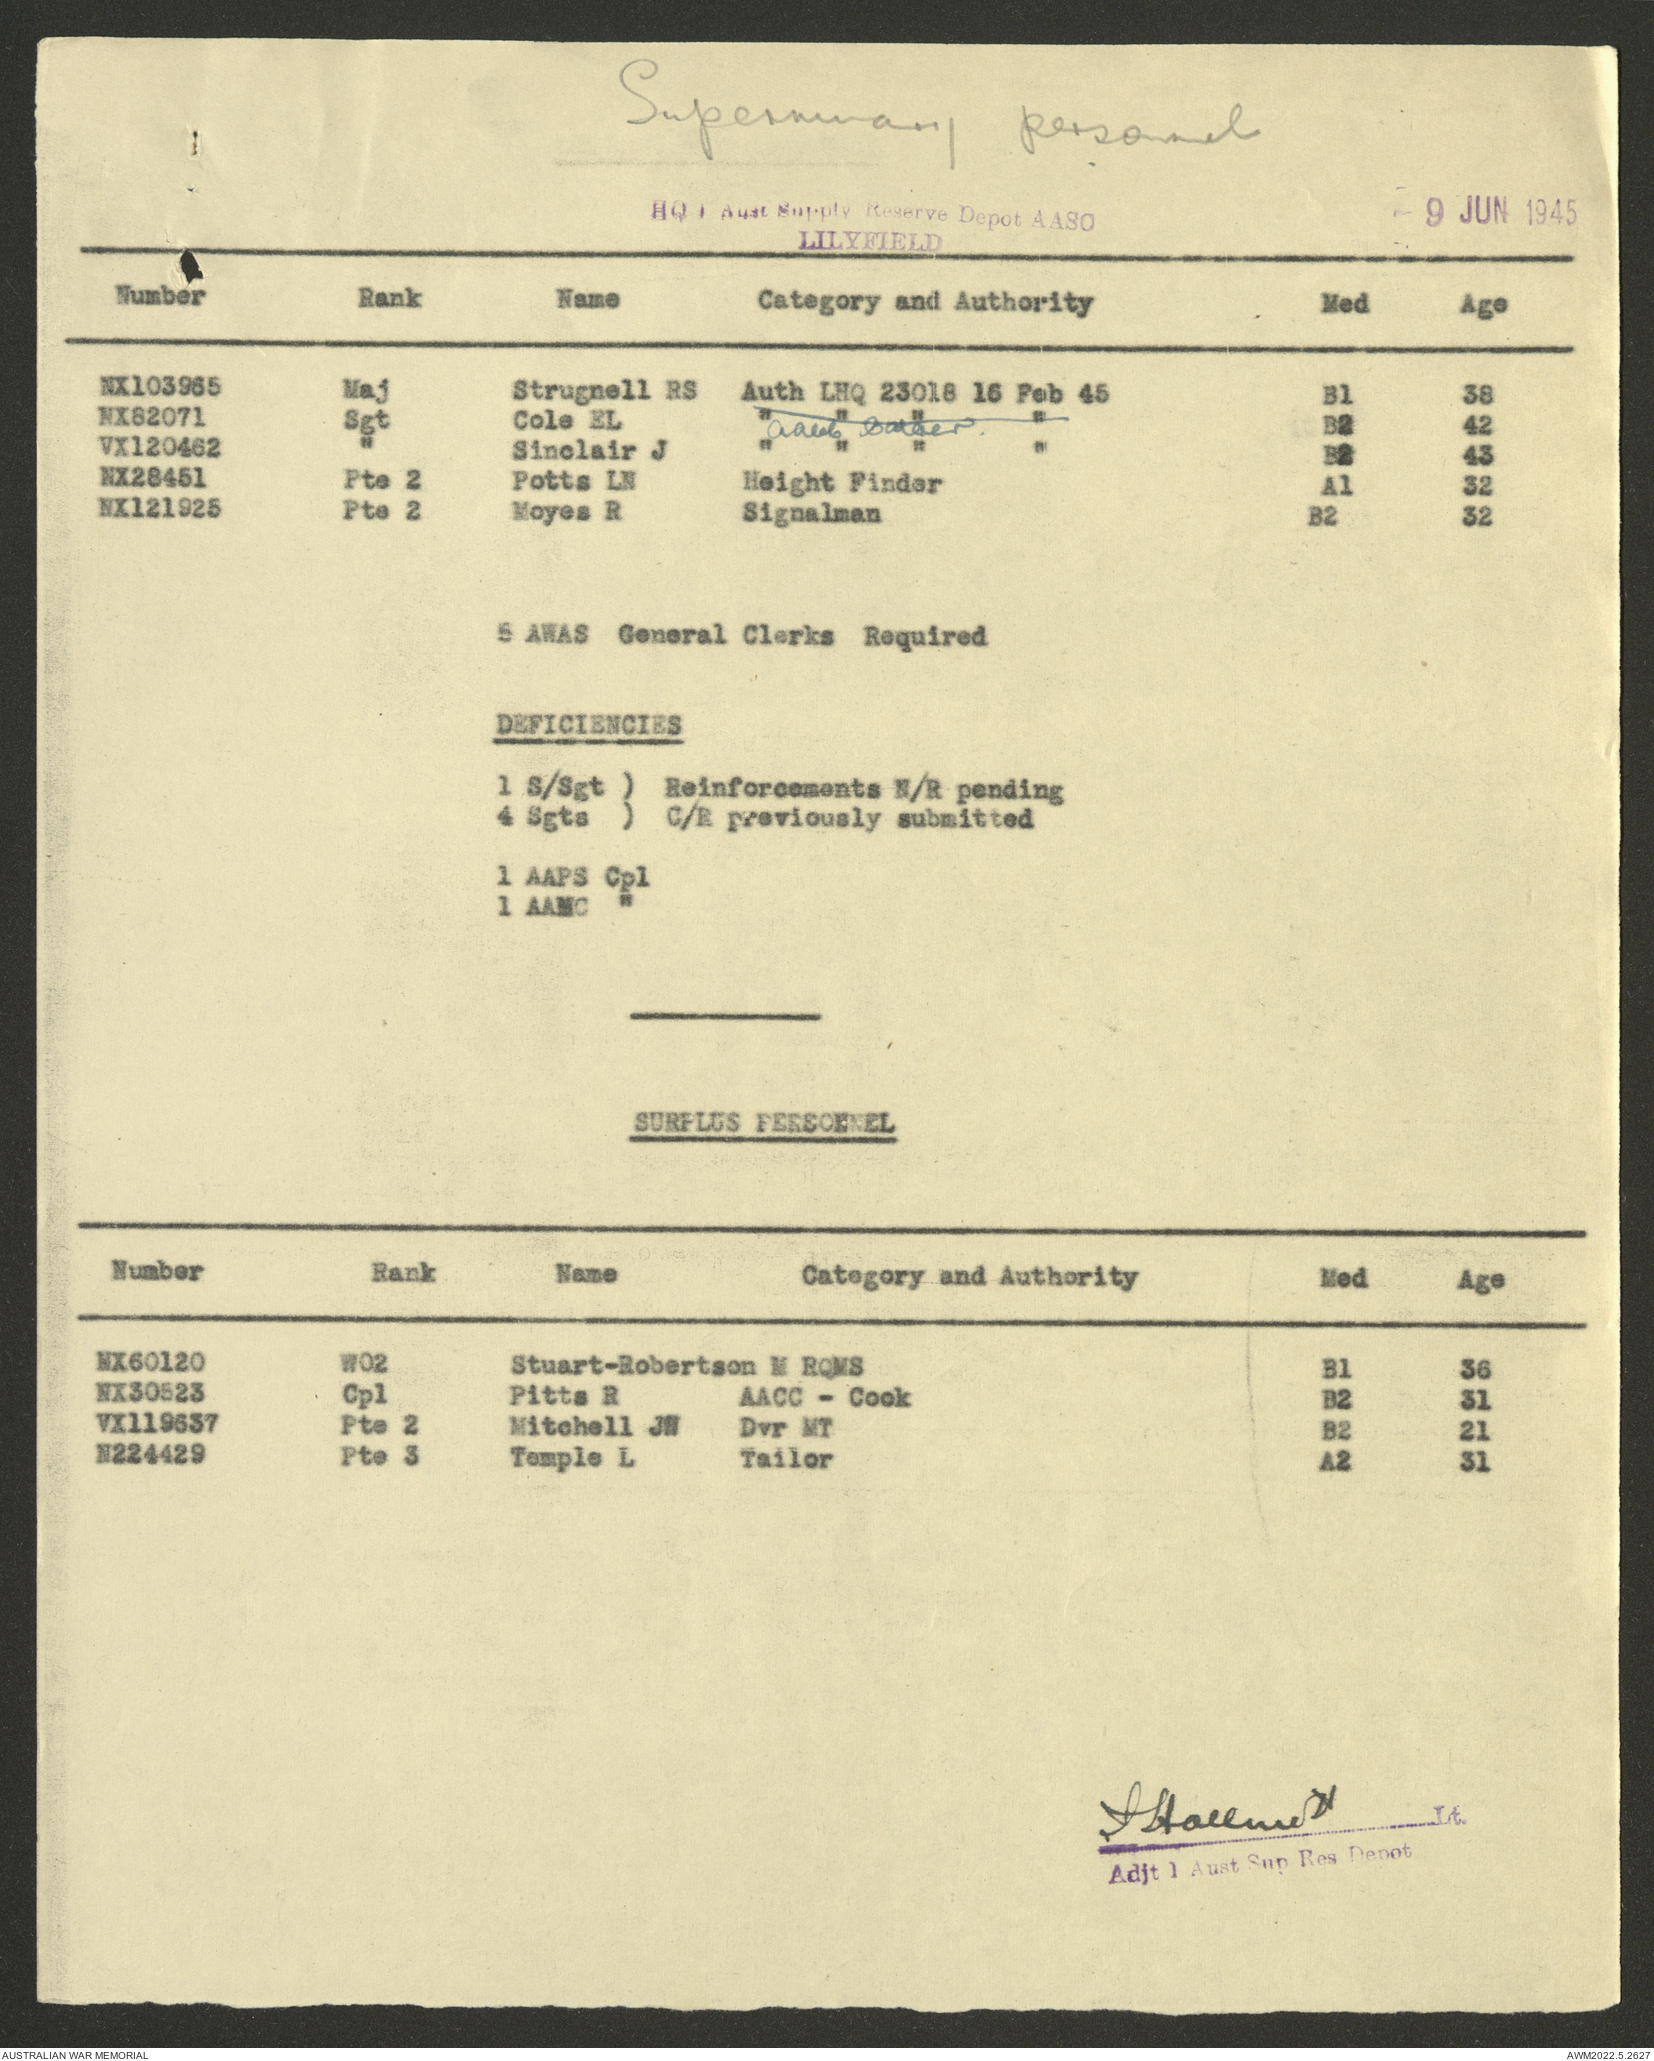 Supernumary personnel
HQ 1 Aust Supply Reserve Depot AASC
LILYFIELD
- 9 JUN 1945
Number Rank Name Category and Authority Med Age
NX103965 Maj Strugnell RS Auth LHQ 23018 16 Feb 45 B1 38
NX82071 Sgt Cole EL " " " " B2 42
VX120462 " Sinclair J " " " " B2 43
NX28451 Pte 2 Potts LN Height Finder A1 32
NX121925 Pte 2 Moyes R Signalman B2 32
5 AWAS General Clerks Required
DEFICIENCIES
1 S/Sgt ) Reinforcements N/R pending
4 Sgts ) C/R previously submitted
1 AAPS Cpl
1 AAMC "
SURPLUS PERSONNEL
Number Rank Name Category and Authority Med Age
NX60120 WO2 Stuart-Robertson M RQMS B1 36
NX30523 Cpl Pitts R AACC - Cook B2 31
VX119637 Pte 2 Mitchell JW Dvr MT B2 21
N224429 Pte 3 Temple L Tailor A2 31
Lt.
Adjt 1 Aust Sup Res Depot
AUSTRALIAN WAR MEMORIAL
AWM2022.5.2627